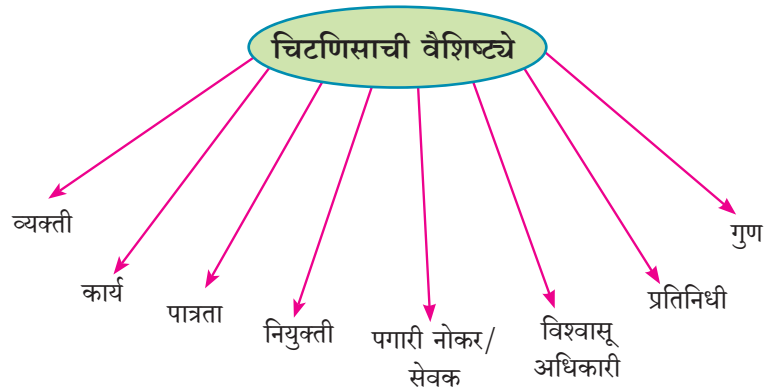 चिटणिसाची वैशिष्ट्ये
व्यक्ती
कार्य
पात्रता
नियुक्ती
पगारी नोकर/
सेवक
विश्वासू
अधिकारी
प्रतिनिधी
गुण